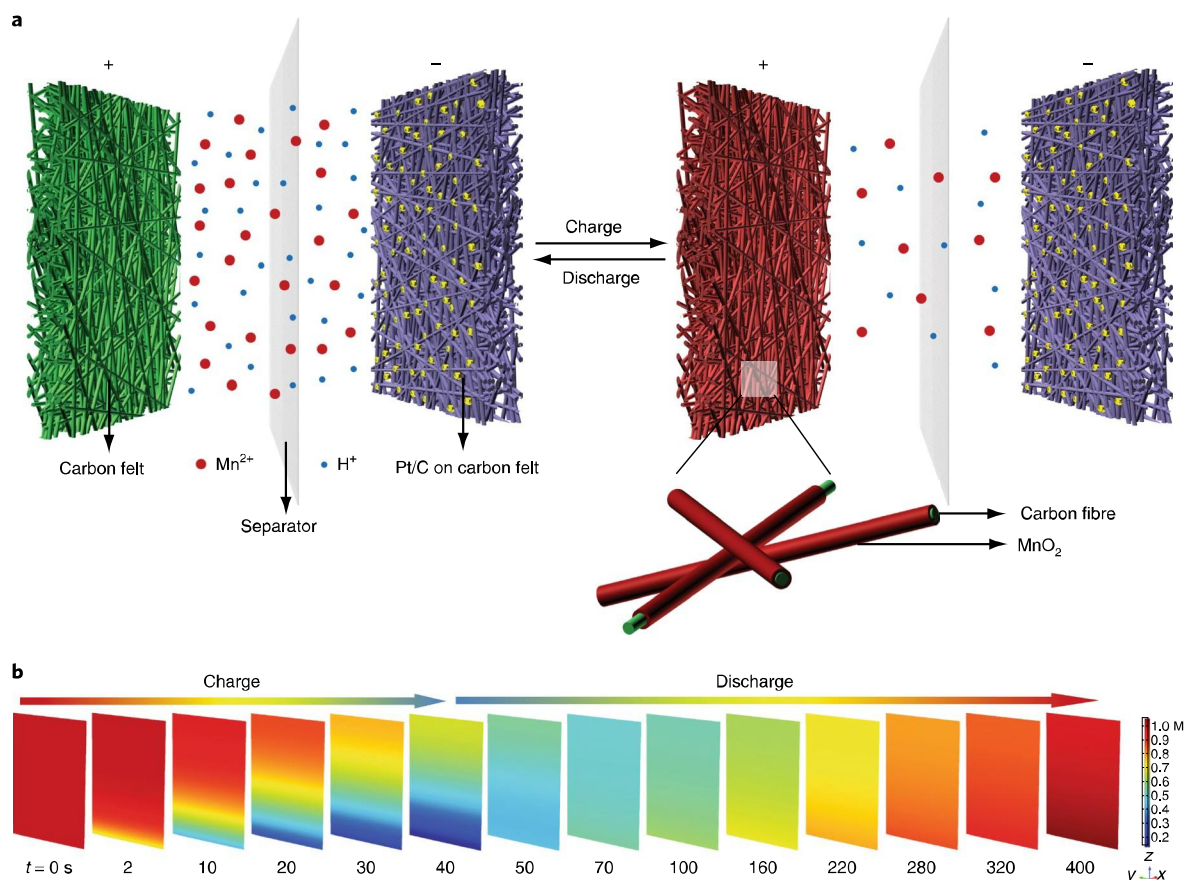 a
+
−
+
−
Charge
Discharge
Carbon felt
Mn²⁺
H⁺
Pt/C on carbon felt
Separator
Carbon fibre
MnO₂
b
Charge
Discharge
1.0 M
0.9
0.8
0.7
0.6
0.5
0.4
0.3
0.2
t = 0 s
2
10
20
30
40
50
70
100
160
220
280
320
400
z
y
x